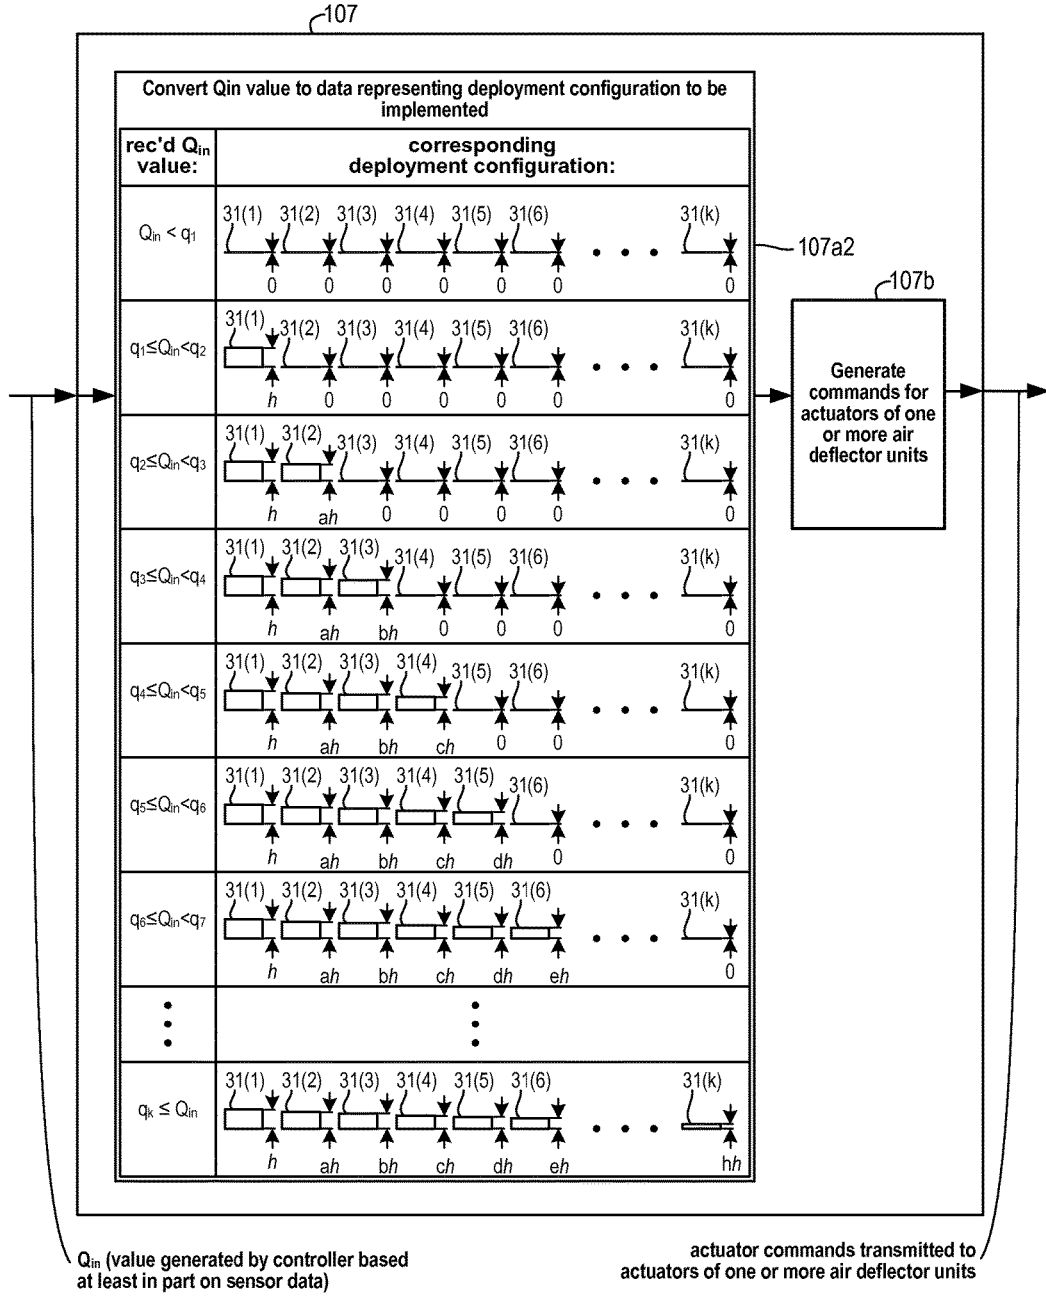 107
Convert Qin value to data representing deployment configuration to be
implemented
rec'd Qin
value:
corresponding
deployment configuration:
Qin < q1
31(1) 31(2) 31(3) 31(4) 31(5) 31(6) 31(k)
0 0 0 0 0 0 0
107a2
q1≤Qin<q2
31(1) 31(2) 31(3) 31(4) 31(5) 31(6) 31(k)
h 0 0 0 0 0 0
107b
Generate
commands for
actuators of one
or more air
deflector units
q2≤Qin<q3
31(1) 31(2) 31(3) 31(4) 31(5) 31(6) 31(k)
h ah 0 0 0 0 0
q3≤Qin<q4
31(1) 31(2) 31(3) 31(4) 31(5) 31(6) 31(k)
h ah bh 0 0 0 0
q4≤Qin<q5
31(1) 31(2) 31(3) 31(4) 31(5) 31(6) 31(k)
h ah bh ch 0 0 0
q5≤Qin<q6
31(1) 31(2) 31(3) 31(4) 31(5) 31(6) 31(k)
h ah bh ch dh 0 0
q6≤Qin<q7
31(1) 31(2) 31(3) 31(4) 31(5) 31(6) 31(k)
h ah bh ch dh eh 0
qk ≤ Qin
31(1) 31(2) 31(3) 31(4) 31(5) 31(6) 31(k)
h ah bh ch dh eh hh
Qin (value generated by controller based
at least in part on sensor data)
actuator commands transmitted to
actuators of one or more air deflector units